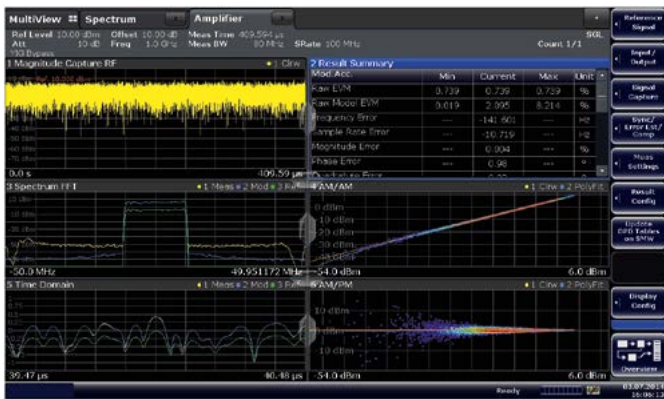 MultiView Spectrum Amplifier
Ref Level 10.00 dBm Offset 10.00 dB Meas Time 409.594 µs SGL
Att 10 dB Freq 1.0 GHz Meas BW 80 MHz SRate 100 MHz Count 1/1
YIG Bypass
1 Magnitude Capture RF 1 Clrw
0.0 s 409.59 µs
2 Result Summary
Mod.Acc. Min Current Max Unit
Raw EVM 0.739 0.739 0.739 %
Raw Model EVM 0.019 2.095 8.214 %
Frequency Error --- -141.601 --- Hz
Sample Rate Error --- -10.719 --- Hz
Magnitude Error --- 0.004 --- %
Phase Error --- 0.98 --- °
3 Spectrum FFT 1 Meas 2 Mod 3 Ref
-50.0 MHz 49.951172 MHz
4 AM/AM 1 Clrw 2 PolyFit
0 dBm
-10 dBm
-20 dBm
-54.0 dBm 6.0 dBm
5 Time Domain 1 Meas 2 Mod 3 Ref
39.47 µs 40.48 µs
6 AM/PM 1 Clrw 2 PolyFit
10 dBm
-54.0 dBm 6.0 dBm
Ready 03.07.2014
16:06:13
Reference
Signal
Input/
Output
Signal
Capture
Sync/
Error Est/
Comp
Meas
Settings
Result
Config
Update
DPD Tables
on SMW
Display
Config
Overview